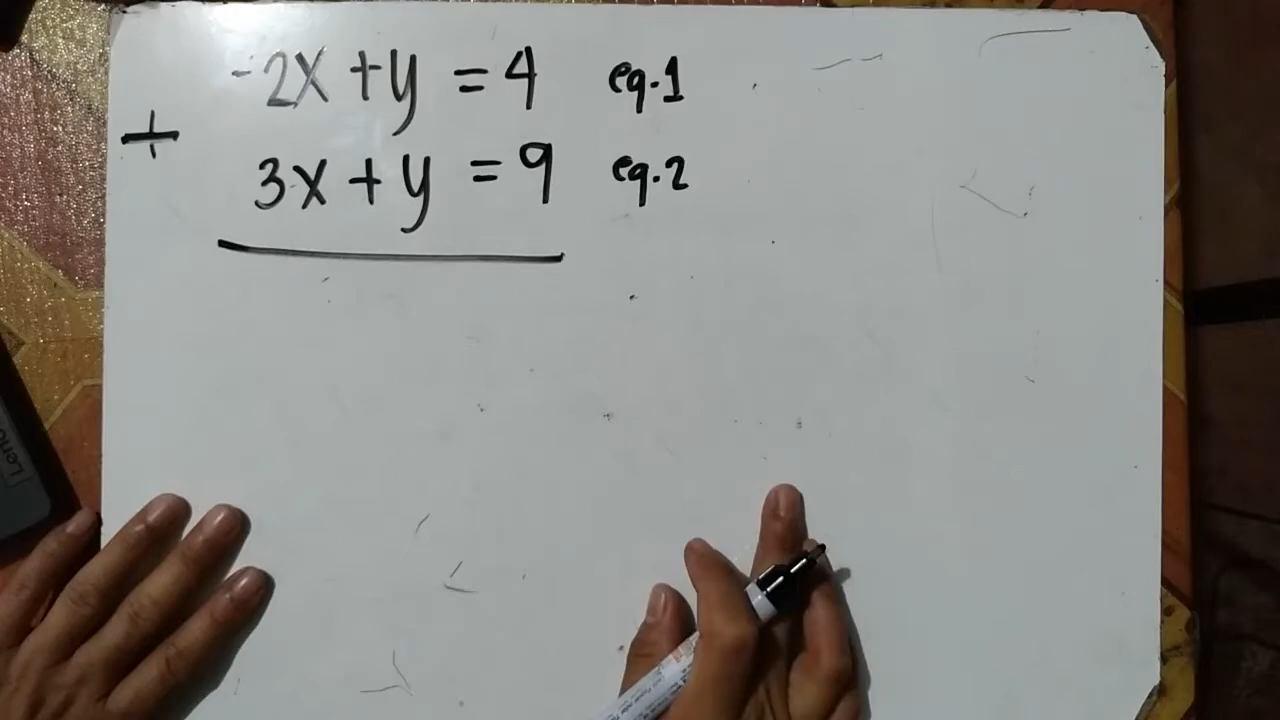 -2x + y = 4 eq.1
+
3x + y = 9 eq.2